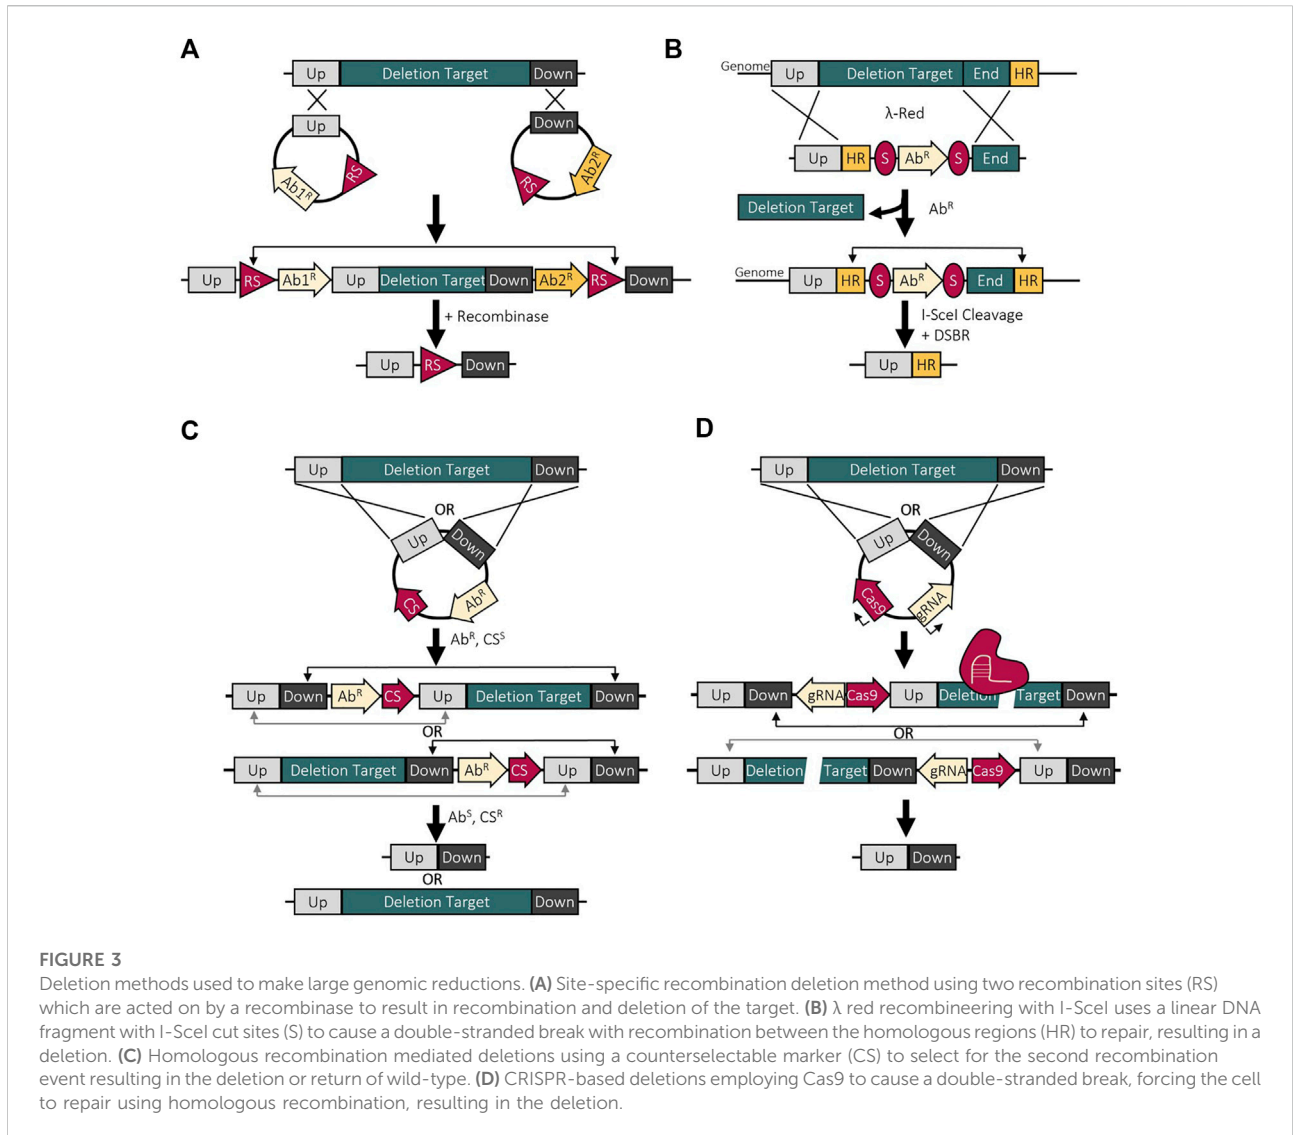 A
Up Deletion Target Down
Up
Down
Ab1ᴿ RS
RS Ab2ᴿ
Up RS Ab1ᴿ Up Deletion Target Down Ab2ᴿ RS Down
+ Recombinase
Up RS Down
B
Genome Up Deletion Target End HR
λ-Red
Up HR S Abᴿ S End
Deletion Target Abᴿ
Genome Up HR S Abᴿ S End HR
I-SceI Cleavage
+ DSBR
Up HR
C
Up Deletion Target Down
OR
Up Down
CS Abᴿ
Abᴿ, CSˢ
Up Down Abᴿ CS Up Deletion Target Down
OR
Up Deletion Target Down Abᴿ CS Up Down
Abˢ, CSᴿ
Up Down
OR
Up Deletion Target Down
D
Up Deletion Target Down
OR
Up Down
Cas9 gRNA
Up Down gRNA Cas9 Up Deletion Target Down
OR
Up Deletion Target Down gRNA Cas9 Up Down
Up Down
FIGURE 3
Deletion methods used to make large genomic reductions. (A) Site-specific recombination deletion method using two recombination sites (RS)
which are acted on by a recombinase to result in recombination and deletion of the target. (B) λ red recombineering with I-SceI uses a linear DNA
fragment with I-SceI cut sites (S) to cause a double-stranded break with recombination between the homologous regions (HR) to repair, resulting in a
deletion. (C) Homologous recombination mediated deletions using a counterselectable marker (CS) to select for the second recombination
event resulting in the deletion or return of wild-type. (D) CRISPR-based deletions employing Cas9 to cause a double-stranded break, forcing the cell
to repair using homologous recombination, resulting in the deletion.